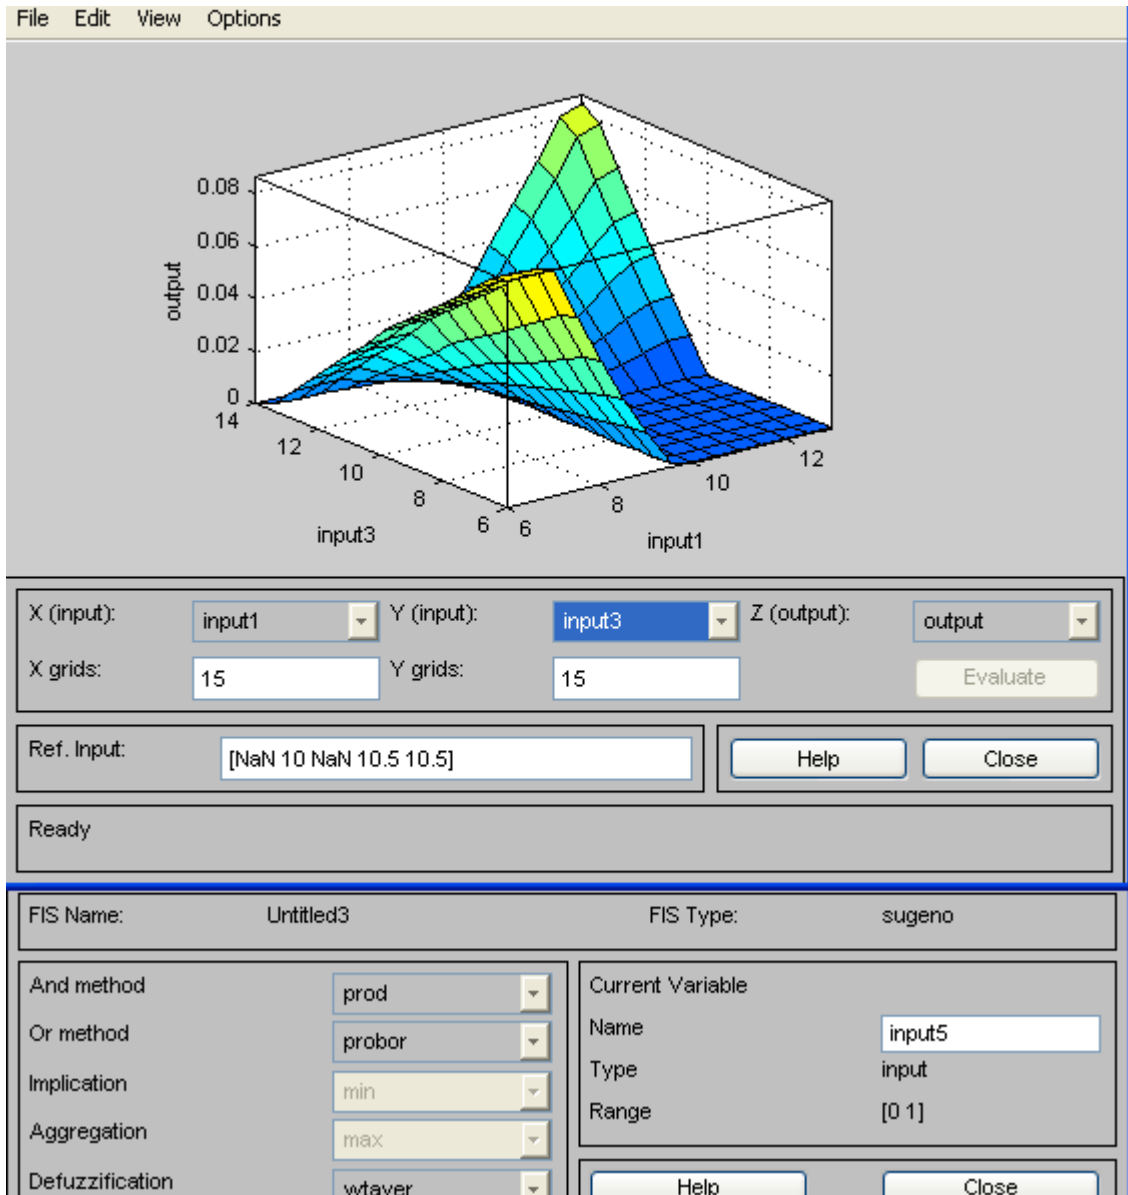 File Edit View Options
0.08
0.06
0.04
0.02
0
output
14
12
10
8
6
input3
6
8
10
12
input1
X (input): input1 Y (input): input3 Z (output): output
X grids: 15 Y grids: 15 Evaluate
Ref. Input: [NaN 10 NaN 10.5 10.5] Help Close
Ready
FIS Name: Untitled3 FIS Type: sugeno
And method prod
Or method probor
Implication min
Aggregation max
Defuzzification wtaver
Current Variable
Name input5
Type input
Range [0 1]
Help Close